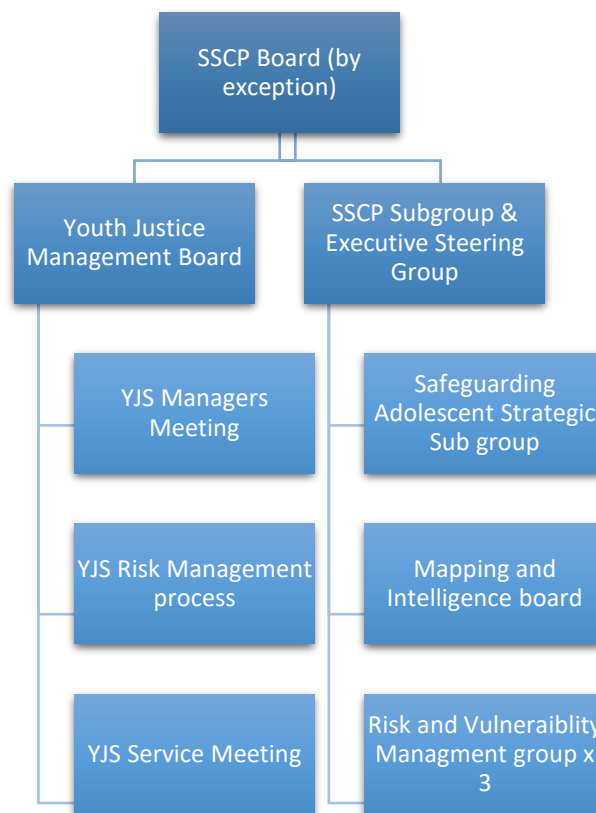 SSCP Board (by
exception)
Youth Justice
Management Board
SSCP Subgroup &
Executive Steering
Group
YJS Managers
Meeting
Safeguarding
Adolescent Strategic
Sub group
YJS Risk Management
process
Mapping and
Intelligence board
YJS Service Meeting
Risk and Vulneraiblity
Managment group x
3